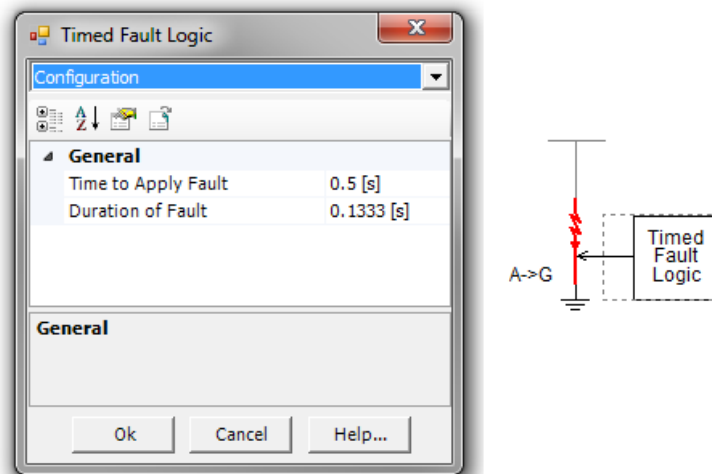 Timed Fault Logic
Configuration
A
Z
General
Time to Apply Fault 0.5 [s]
Duration of Fault 0.1333 [s]
General
Ok Cancel Help...
A->G
Timed
Fault
Logic